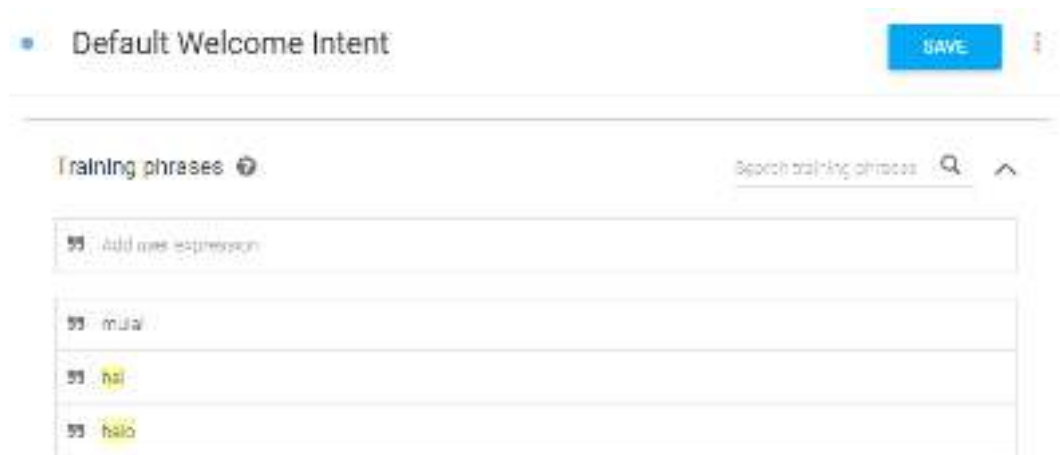 Default Welcome Intent
SAVE
Training phrases
Search training phrases
Add user expression
mulai
hai
halo